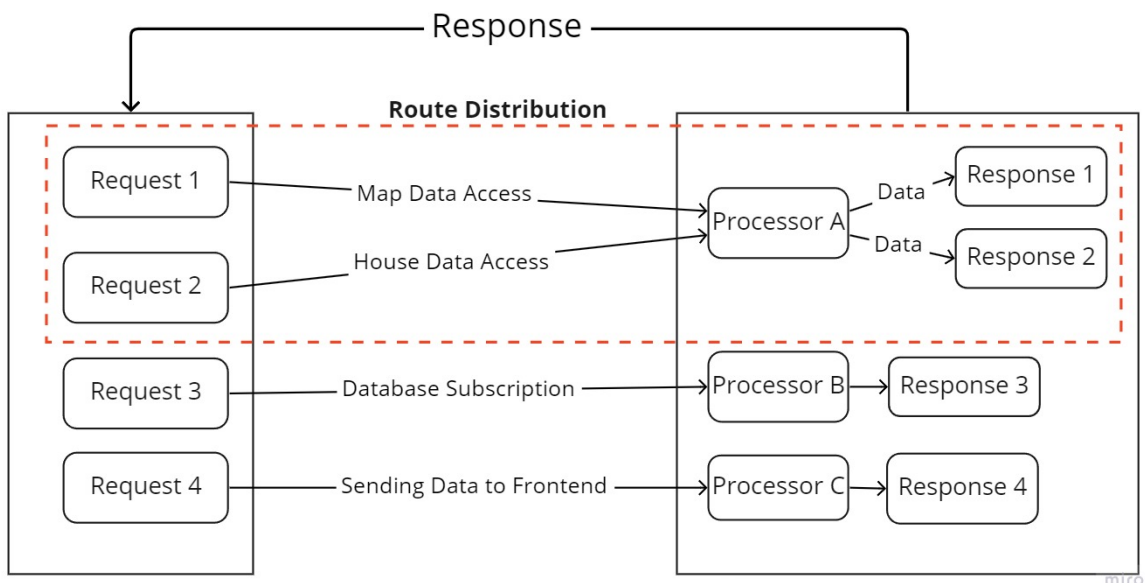 Response
Route Distribution
Request 1
Map Data Access
Processor A
Data
Response 1
Request 2
House Data Access
Data
Response 2
Request 3
Database Subscription
Processor B
Response 3
Request 4
Sending Data to Frontend
Processor C
Response 4
miro